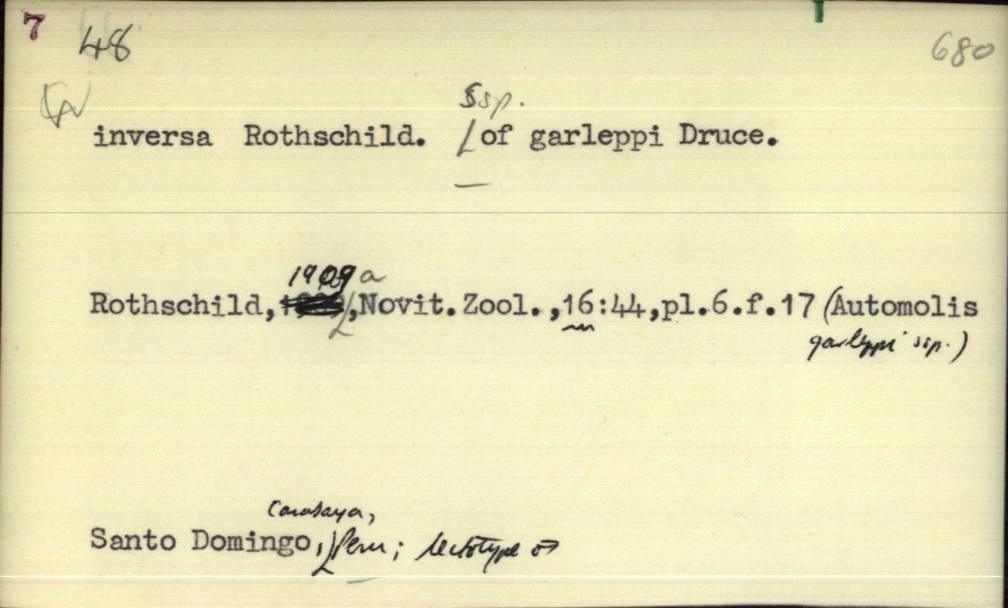 7
48
680
Ssp.
inversa Rothschild. of garleppi Druce.
1909a
Rothschild, ,Novit.Zool.,16:44,pl.6.f.17 (Automolis
garleppi ssp.)
Carabaya,
Santo Domingo, Peru; lectotype ♂